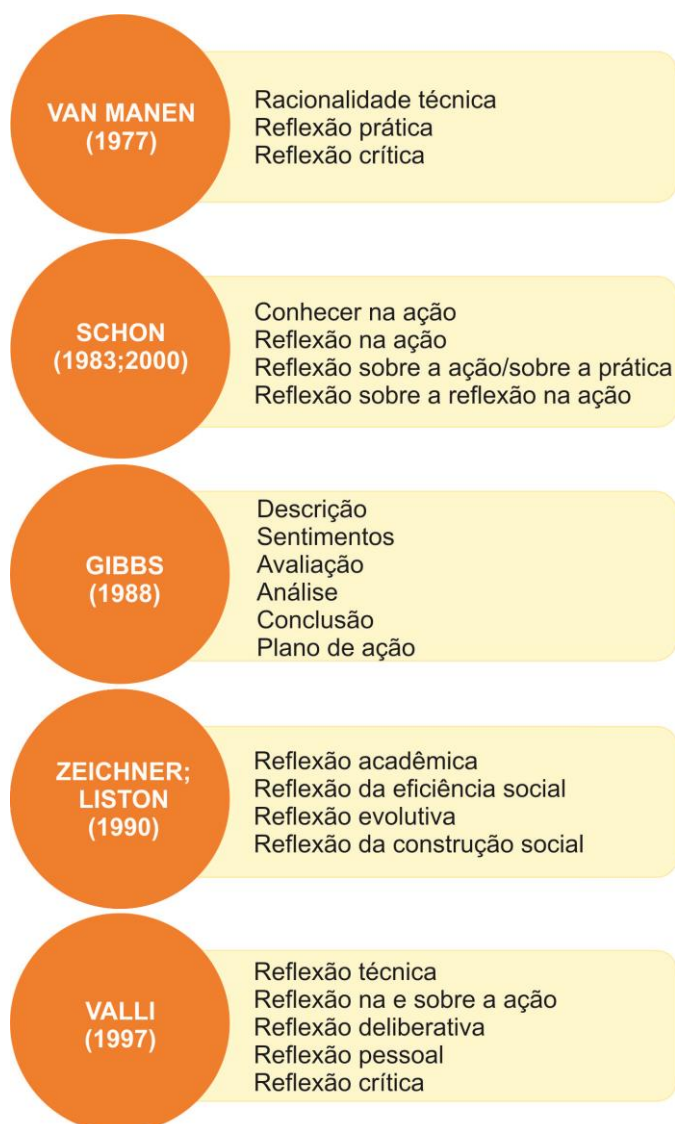 VAN MANEN
(1977)
Racionalidade técnica
Reflexão prática
Reflexão crítica
SCHON
(1983;2000)
Conhecer na ação
Reflexão na ação
Reflexão sobre a ação/sobre a prática
Reflexão sobre a reflexão na ação
GIBBS
(1988)
Descrição
Sentimentos
Avaliação
Análise
Conclusão
Plano de ação
ZEICHNER;
LISTON
(1990)
Reflexão acadêmica
Reflexão da eficiência social
Reflexão evolutiva
Reflexão da construção social
VALLI
(1997)
Reflexão técnica
Reflexão na e sobre a ação
Reflexão deliberativa
Reflexão pessoal
Reflexão crítica